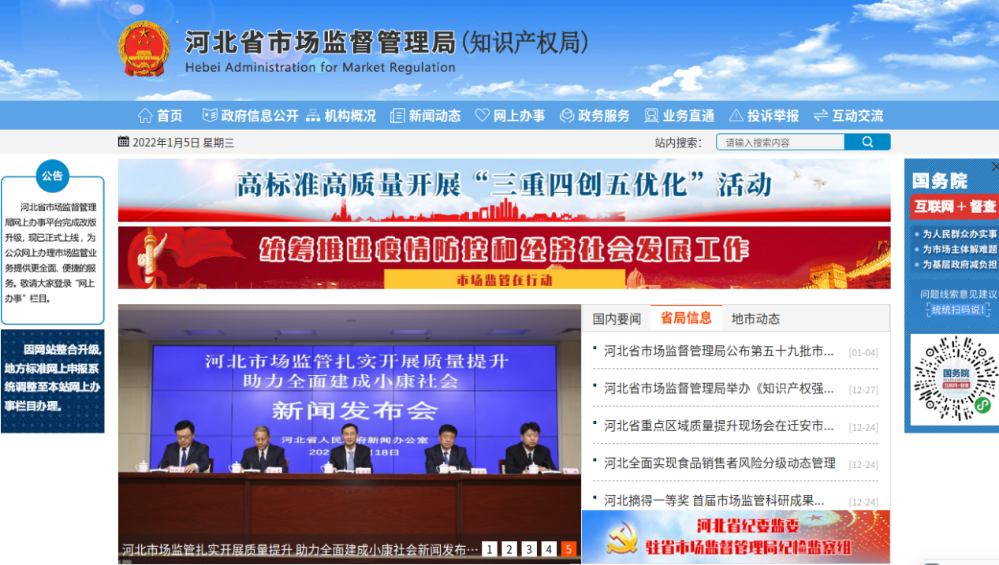 河北省市场监督管理局(知识产权局)
Hebei Administration for Market Regulation
首页 政府信息公开 机构概况 新闻动态 网上办事 政务服务 业务直通 投诉举报 互动交流
2022年1月5日 星期三
站内搜索：
请输入搜索内容
公告
河北省市场监督管理
局网上办事平台完成改版
升级，现已正式上线，为
公众网上办理市场监管业
务提供更全面、便捷的服
务。敬请大家登录“网上
办事”栏目。
因网站整合升级,
地方标准网上申报系
统调整至本站网上办
事栏目办理。
高标准高质量开展“三重四创五优化”活动
统筹推进疫情防控和经济社会发展工作
市场监管在行动
河北市场监管扎实开展质量提升
助力全面建成小康社会
新闻发布会
河北省人民政府新闻办公室
18日
河北市场监管扎实开展质量提升 助力全面建成小康社会新闻发布…
1 2 3 4 5
国内要闻 省局信息 地市动态
河北省市场监督管理局公布第五十九批市... [01-04]
河北省市场监督管理局举办《知识产权强... [12-27]
河北省重点区域质量提升现场会在迁安市... [12-24]
河北全面实现食品销售者风险分级动态管理 [12-24]
河北摘得一等奖 首届市场监管科研成果... [12-24]
河北省纪委监委
驻省市场监督管理局纪检监察组
国务院
互联网＋督查
为人民群众办实事
为市场主体解难题
为基层政府减负担
问题线索意见建议
统统扫码说!
国务院
互联网+督查